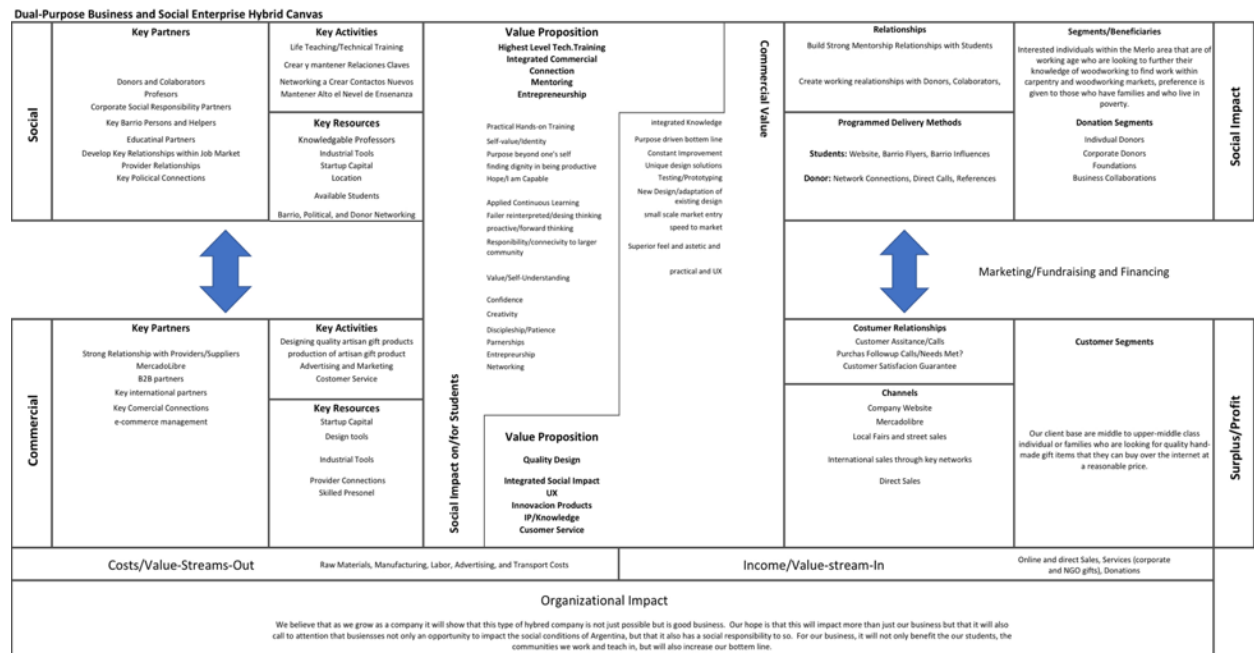 Dual-Purpose Business and Social Enterprise Hybrid Canvas
Social
Key Partners
Donors and Colaborators
Profesors
Corporate Social Responsibility Partners
Key Barrio Persons and Helpers
Educatinal Partners
Develop Key Relationships within Job Market
Provider Relationships
Key Policical Connections
Key Activities
Life Teaching/Technical Training
Crear y mantener Relaciones Claves
Networking a Crear Contactos Nuevos
Mantener Alto el Nevel de Ensenanza
Key Resources
Knowledgable Professors
Industrial Tools
Startup Capital
Location
Available Students
Barrio, Political, and Donor Networking
Value Proposition
Highest Level Tech.Training
Integrated Commercial
Connection
Mentoring
Entrepreneurship
Practical Hands-on Training
Self-value/Identity
Purpose beyond one's self
finding dignity in being productive
Hope/I am Capable
Applied Continuous Learning
Failer reinterpreted/desing thinking
proactive/forward thinking
Responibility/connecivity to larger
community
Value/Self-Understanding
Confidence
Creativity
Discipleship/Patience
Parnerships
Entrepreurship
Networking
Social Impact on/for Students
Commercial Value
integrated Knowledge
Purpose driven bottom line
Constant Improvement
Unique design solutions
Testing/Prototyping
New Design/adaptation of
existing design
small scale market entry
speed to market
Superior feel and astetic and
practical and UX
Relationships
Build Strong Mentorship Relationships with Students
Create working realationships with Donors, Colaborators,
Programmed Delivery Methods
Students: Website, Barrio Flyers, Barrio Influences
Donor: Network Connections, Direct Calls, References
Segments/Beneficiaries
Interested individuals within the Merlo area that are of
working age who are looking to further their
knowledge of woodworking to find work within
carpentry and woodworking markets, preference is
given to those who have families and who live in
poverty.
Donation Segments
Indivdual Donors
Corporate Donors
Foundations
Business Collaborations
Social Impact
Marketing/Fundraising and Financing
Commercial
Key Partners
Strong Relationship with Providers/Suppliers
MercadoLibre
B2B partners
Key international partners
Key Comercial Connections
e-commerce management
Key Activities
Designing quality artisan gift products
production of artisan gift product
Advertising and Marketing
Costomer Service
Key Resources
Startup Capital
Design tools
Industrial Tools
Provider Connections
Skilled Presonel
Value Proposition
Quality Design
Integrated Social Impact
UX
Innovacion Products
IP/Knowledge
Cusomer Service
Costumer Relationships
Customer Assitance/Calls
Purchas Followup Calls/Needs Met?
Customer Satisfacion Guarantee
Channels
Company Website
Mercadolibre
Local Fairs and street sales
International sales through key networks
Direct Sales
Customer Segments
Our client base are middle to upper-middle class
individual or families who are looking for quality hand-
made gift items that they can buy over the internet at
a reasonable price.
Surplus/Profit
Costs/Value-Streams-Out
Raw Materials, Manufacturing, Labor, Advertising, and Transport Costs
Income/Value-stream-In
Online and direct Sales, Services (corporate
and NGO gifts), Donations
Organizational Impact
We believe that as we grow as a company it will show that this type of hybred company is not just possible but is good business. Our hope is that this will impact more than just our business but that it will also
call to attention that busiensses not only an opportunity to impact the social conditions of Argentina, but that it also has a social responsibility to so. For our business, it will not only benefit the our students, the
communities we work and teach in, but will also increase our bottem line.